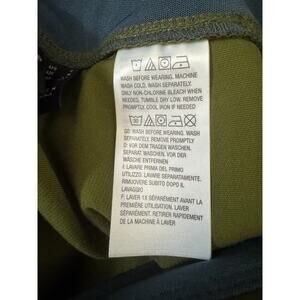 WASH BEFORE WEARING. MACHINE
WASH COLD, WASH SEPARATELY.
ONLY NON-CHLORINE BLEACH WHEN
NEEDED, TUMBLE DRY LOW. REMOVE
PROMPTLY, COOL IRON IF NEEDED
GB: WASH BEFORE WEARING, WASH
SEPARATELY, REMOVE PROMPTLY
D: VOR DEM TRAGEN WASCHEN,
SEPARAT WASCHEN, VOR DER
WÄSCHE ENTFERNEN
I: LAVARE PRIMA DEL PRIMO
UTILIZZO. LAVARE SEPARATAMENTE.
RIMUOVERE SUBITO DOPO IL
LAVAGGIO
F: LAVER 1X SÉPARÉMENT AVANT LA
PREMIÈRE UTILISATION, LAVER
SÉPARÉMENT, RETIRER RAPIDEMENT
DE LA MACHINE À LAVER